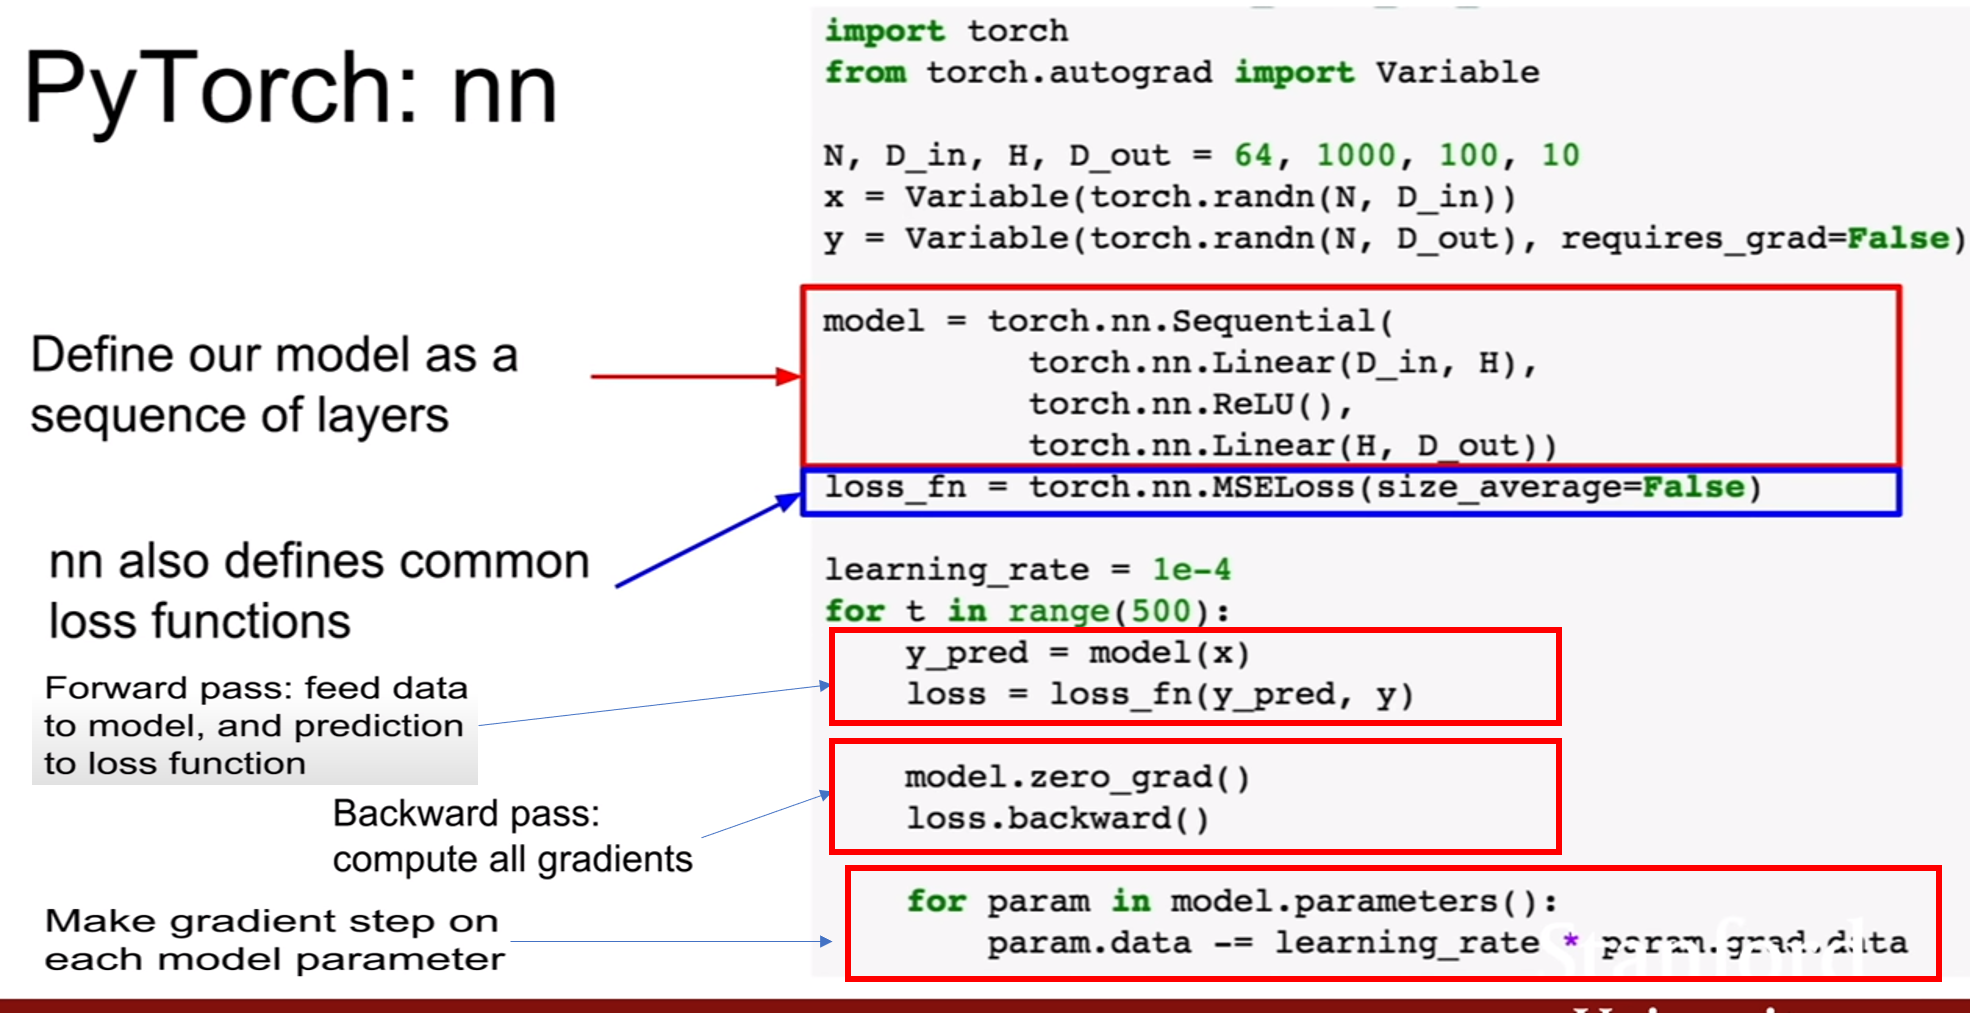 PyTorch: nn
import torch
from torch.autograd import Variable
N, D_in, H, D_out = 64, 1000, 100, 10
x = Variable(torch.randn(N, D_in))
y = Variable(torch.randn(N, D_out), requires_grad=False)
Define our model as a
sequence of layers
model = torch.nn.Sequential(
torch.nn.Linear(D_in, H),
torch.nn.ReLU(),
torch.nn.Linear(H, D_out))
nn also defines common
loss functions
loss_fn = torch.nn.MSELoss(size_average=False)
learning_rate = 1e-4
for t in range(500):
Forward pass: feed data
to model, and prediction
to loss function
y_pred = model(x)
loss = loss_fn(y_pred, y)
Backward pass:
compute all gradients
model.zero_grad()
loss.backward()
Make gradient step on
each model parameter
for param in model.parameters():
param.data -= learning_rate * param.grad.data
Stanford